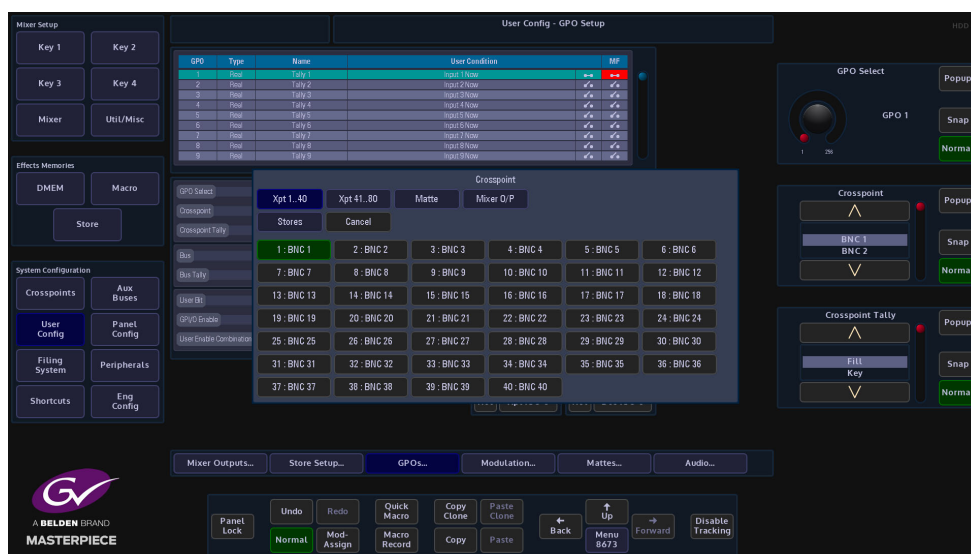 Mixer Setup
User Config - GPO Setup
HDD
Key 1
Key 2
Key 3
Key 4
Mixer
Util/Misc
GPO Type Name User Condition MF
1 Real Tally 1 Input 1 Now
2 Real Tally 2 Input 2 Now
3 Real Tally 3 Input 3 Now
4 Real Tally 4 Input 4 Now
5 Real Tally 5 Input 5 Now
6 Real Tally 6 Input 6 Now
7 Real Tally 7 Input 7 Now
8 Real Tally 8 Input 8 Now
9 Real Tally 9 Input 9 Now
GPO Select
GPO 1
1 256
Popup
Snap
Norma
Effects Memories
DMEM
Macro
Store
GPO Select
Crosspoint
Crosspoint Tally
Bus
Bus Tally
User Bit
GPI/O Enable
User Enable Combination
Crosspoint
Xpt 1..40
Xpt 41..80
Matte
Mixer O/P
Stores
Cancel
1 : BNC 1
2 : BNC 2
3 : BNC 3
4 : BNC 4
5 : BNC 5
6 : BNC 6
7 : BNC 7
8 : BNC 8
9 : BNC 9
10 : BNC 10
11 : BNC 11
12 : BNC 12
13 : BNC 13
14 : BNC 14
15 : BNC 15
16 : BNC 16
17 : BNC 17
18 : BNC 18
19 : BNC 19
20 : BNC 20
21 : BNC 21
22 : BNC 22
23 : BNC 23
24 : BNC 24
25 : BNC 25
26 : BNC 26
27 : BNC 27
28 : BNC 28
29 : BNC 29
30 : BNC 30
31 : BNC 31
32 : BNC 32
33 : BNC 33
34 : BNC 34
35 : BNC 35
36 : BNC 36
37 : BNC 37
38 : BNC 38
39 : BNC 39
40 : BNC 40
Crosspoint
BNC 1
BNC 2
Popup
Snap
Norma
System Configuration
Crosspoints
Aux
Buses
User
Config
Panel
Config
Filing
System
Peripherals
Shortcuts
Eng
Config
Crosspoint Tally
Fill
Key
Popup
Snap
Norma
Mixer Outputs...
Store Setup...
GPOs...
Modulation...
Mattes...
Audio...
GV
A BELDEN BRAND
MASTERPIECE
Panel
Lock
Undo
Redo
Normal
Mod-
Assign
Quick
Macro
Macro
Record
Copy
Clone
Paste
Clone
Copy
Paste
Back
Up
Menu
8673
Forward
Disable
Tracking